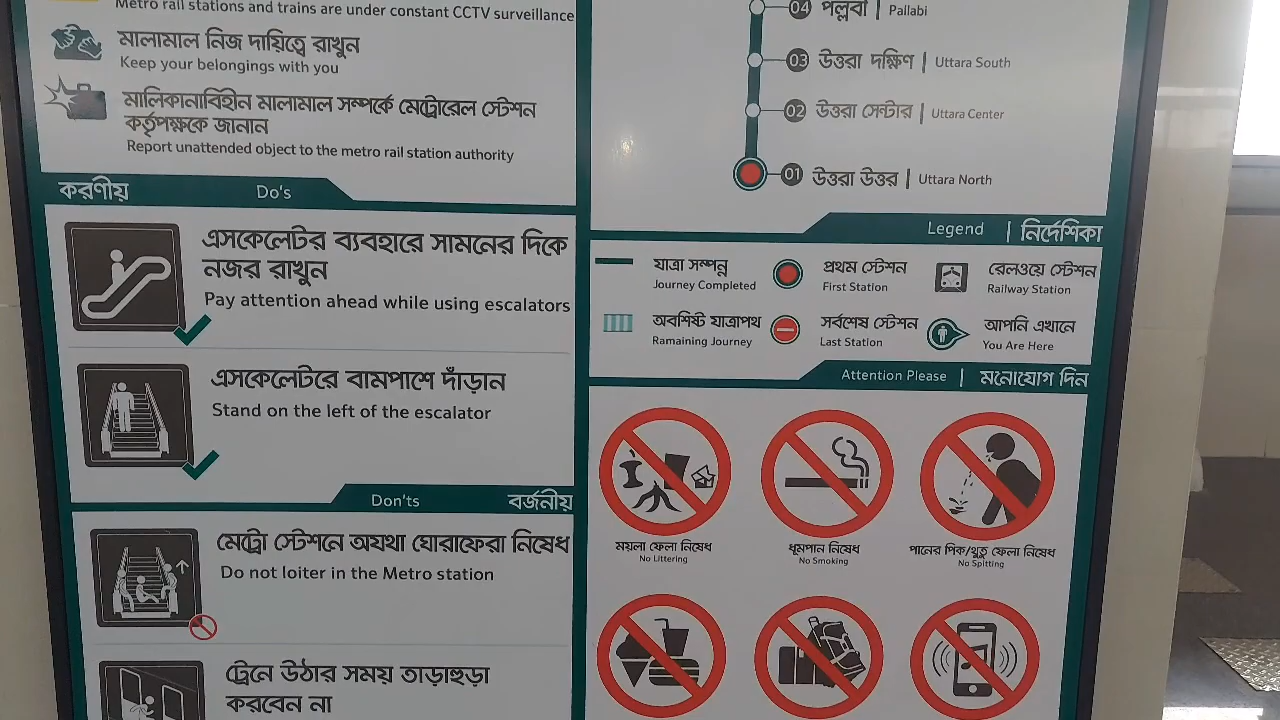 Metro rail stations and trains are under constant CCTV surveillance
মালামাল নিজ দায়িত্বে রাখুন
Keep your belongings with you
মালিকানাবিহীন মালামাল সম্পর্কে মেট্রোরেল স্টেশন
কর্তৃপক্ষকে জানান
Report unattended object to the metro rail station authority
করণীয় Do's
এসকেলেটর ব্যবহারে সামনের দিকে
নজর রাখুন
Pay attention ahead while using escalators
এসকেলেটরে বামপাশে দাঁড়ান
Stand on the left of the escalator
Don'ts বর্জনীয়
মেট্রো স্টেশনে অযথা ঘোরাফেরা নিষেধ
Do not loiter in the Metro station
ট্রেনে উঠার সময় তাড়াহুড়া
করবেন না
04 পল্লবী | Pallabi
03 উত্তরা দক্ষিণ | Uttara South
02 উত্তরা সেন্টার | Uttara Center
01 উত্তরা উত্তর | Uttara North
Legend | নির্দেশিকা
যাত্রা সম্পন্ন
Journey Completed
প্রথম স্টেশন
First Station
রেলওয়ে স্টেশন
Railway Station
অবশিষ্ট যাত্রাপথ
Ramaining Journey
সর্বশেষ স্টেশন
Last Station
আপনি এখানে
You Are Here
Attention Please | মনোযোগ দিন
ময়লা ফেলা নিষেধ
No Littering
ধূমপান নিষেধ
No Smoking
পানের পিক/থুতু ফেলা নিষেধ
No Spitting